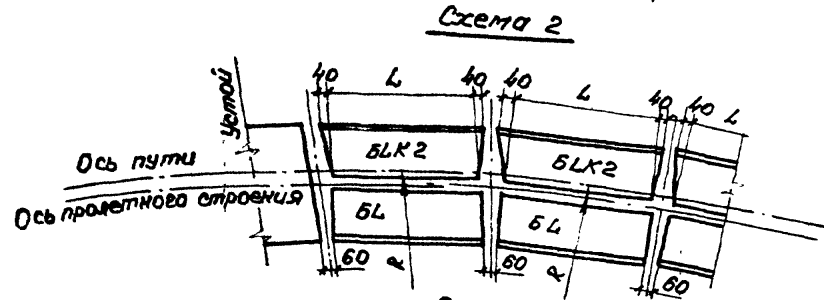 Схема 2
Устой
40 L 40 40 L 40 40 L
БLК2
БLК2
Ось пути
Ось пролетного строения
БL
БL
60 R 60 R 60